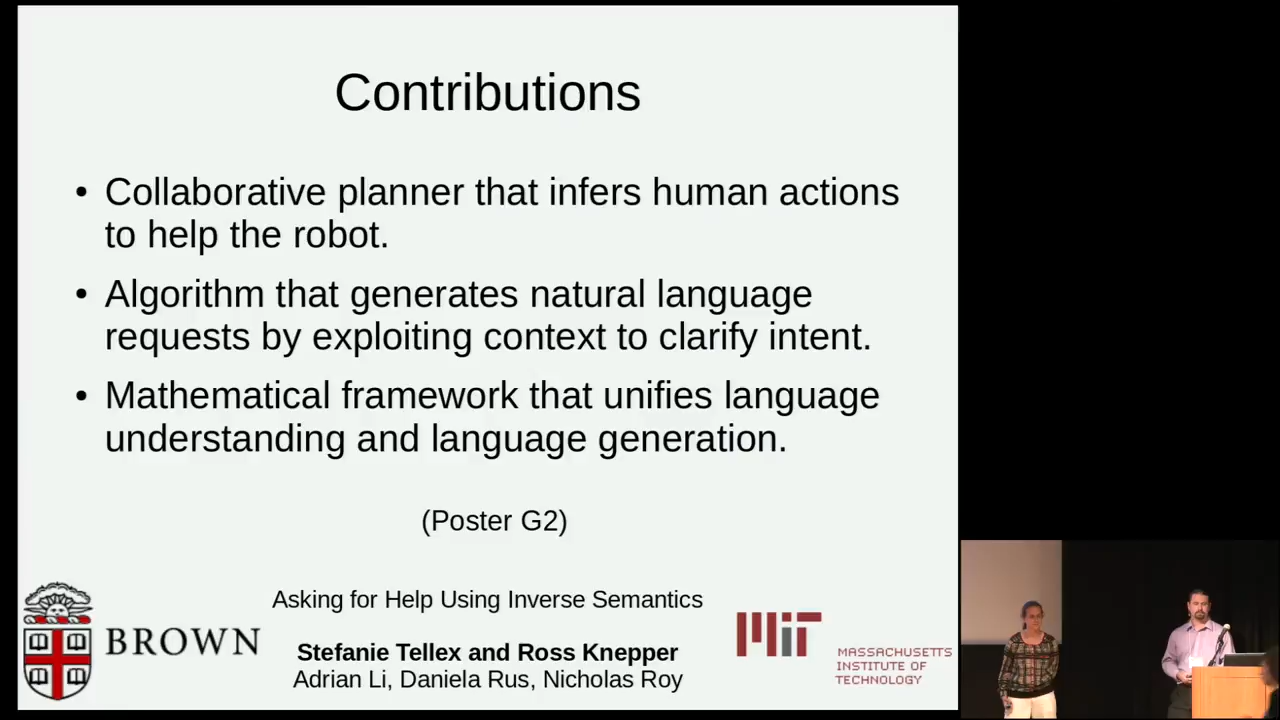 Contributions
• Collaborative planner that infers human actions
to help the robot.
• Algorithm that generates natural language
requests by exploiting context to clarify intent.
• Mathematical framework that unifies language
understanding and language generation.
(Poster G2)
Asking for Help Using Inverse Semantics
BROWN
Stefanie Tellex and Ross Knepper
Adrian Li, Daniela Rus, Nicholas Roy
MIT
MASSACHUSETTS
INSTITUTE OF
TECHNOLOGY